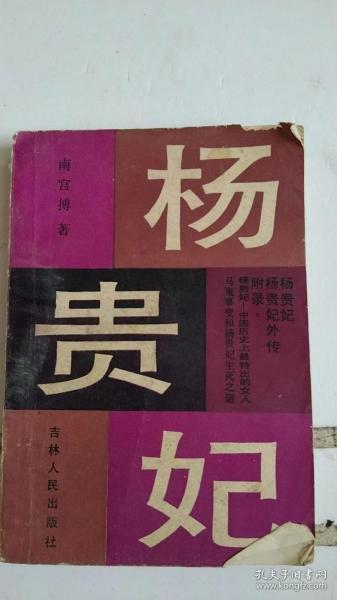 南宫搏著
杨
贵
妃
杨贵妃
杨贵妃外传
附录：
杨贵妃—中国历史上最特出的女人
马嵬事变和杨贵妃生死之谜
吉林人民出版社
孔夫子旧书网